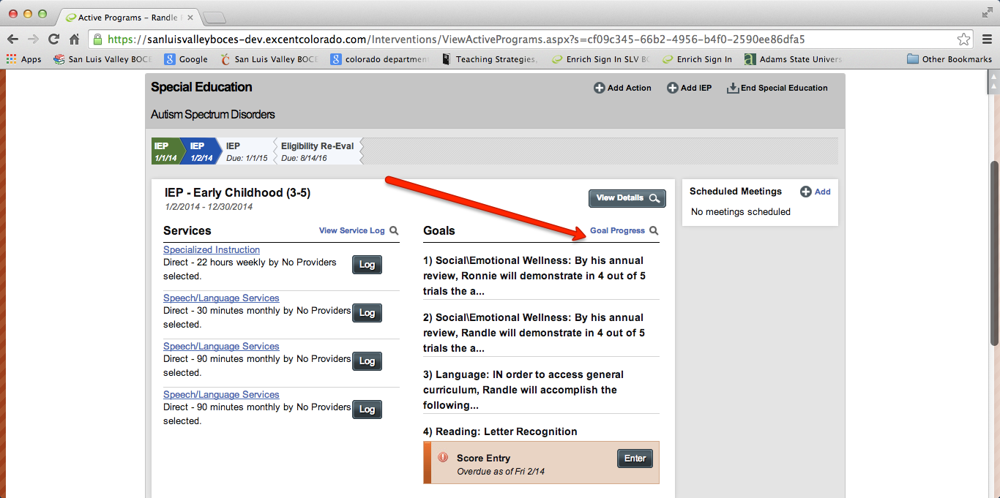 Active Programs – Randle
https://sanluisvalleyboces-dev.excentcolorado.com/Interventions/ViewActivePrograms.aspx?s=cf09c345-66b2-4956-b4f0-2590ee86dfa5
Apps San Luis Valley BOCE Google San Luis Valley BOCE colorado departmen Teaching Strategies, Enrich Sign In SLV BO Enrich Sign In Adams State Univers Other Bookmarks
Special Education Add Action Add IEP End Special Education
Autism Spectrum Disorders
IEP IEP IEP Eligibility Re-Eval
1/1/14 1/2/14 Due: 1/1/15 Due: 8/14/16
IEP - Early Childhood (3-5) View Details Scheduled Meetings Add
1/2/2014 - 12/30/2014 No meetings scheduled
Services View Service Log Goals Goal Progress
Specialized Instruction
Direct - 22 hours weekly by No Providers
selected.
Log
Speech/Language Services
Direct - 30 minutes monthly by No Providers
selected.
Log
Speech/Language Services
Direct - 90 minutes monthly by No Providers
selected.
Log
Speech/Language Services
Direct - 90 minutes monthly by No Providers
selected.
Log
1) Social\Emotional Wellness: By his annual
review, Ronnie will demonstrate in 4 out of 5
trials the a...
2) Social\Emotional Wellness: By his annual
review, Randle will demonstrate in 4 out of 5
trials the a...
3) Language: IN order to access general
curriculum, Randle will accomplish the
following...
4) Reading: Letter Recognition
Score Entry
Overdue as of Fri 2/14
Enter